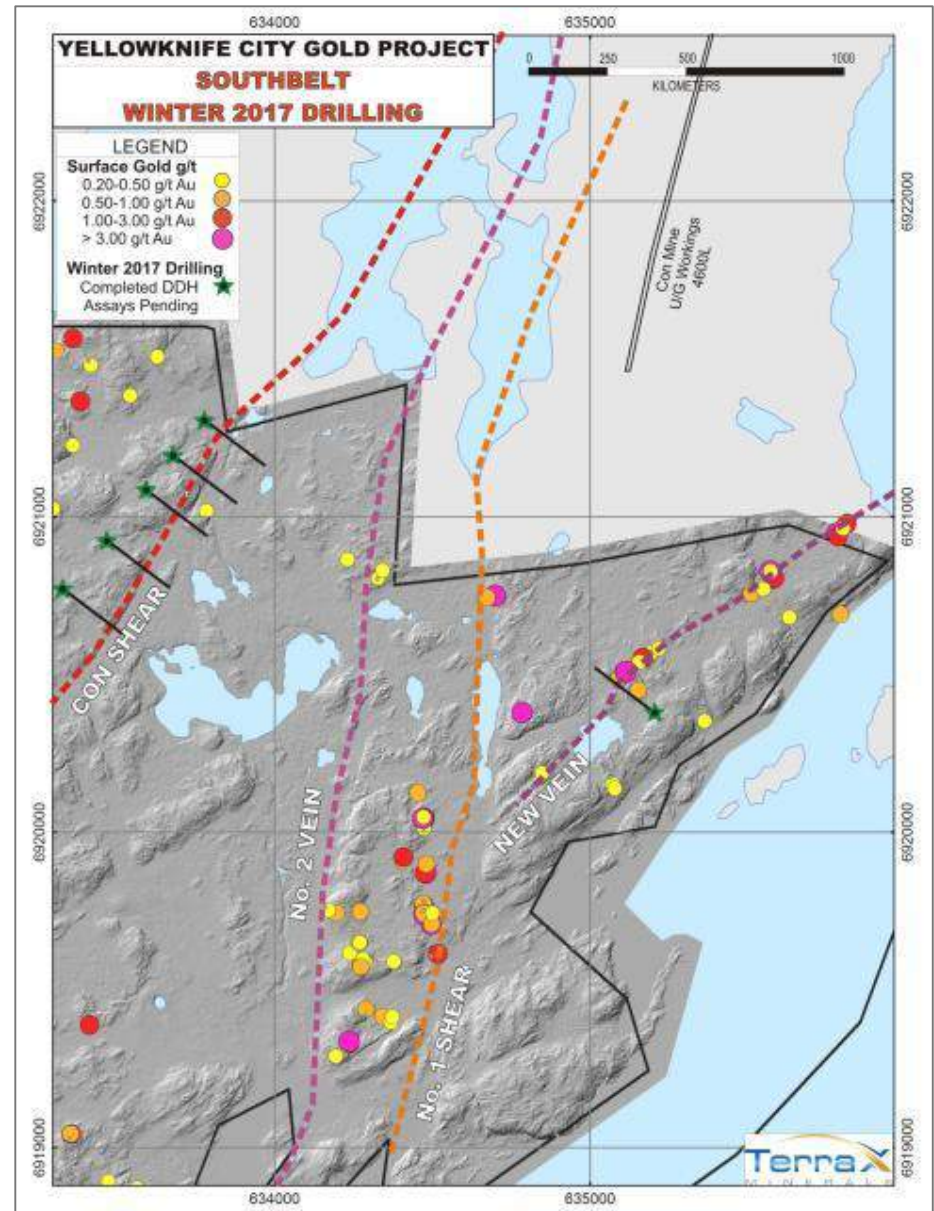 634000
635000
YELLOWKNIFE CITY GOLD PROJECT
SOUTHBELT
WINTER 2017 DRILLING
0 250 500 1000
KILOMETERS
LEGEND
Surface Gold g/t
0.20-0.50 g/t Au
0.50-1.00 g/t Au
1.00-3.00 g/t Au
> 3.00 g/t Au
Winter 2017 Drilling
Completed DDH
Assays Pending
6922000
6922000
Con Mine
U/G Workings
4600L
6921000
6921000
CON SHEAR
No. 2 VEIN
NEW VEIN
6920000
6920000
No. 1 SHEAR
6919000
6919000
TerraX
MINERALS
634000
635000